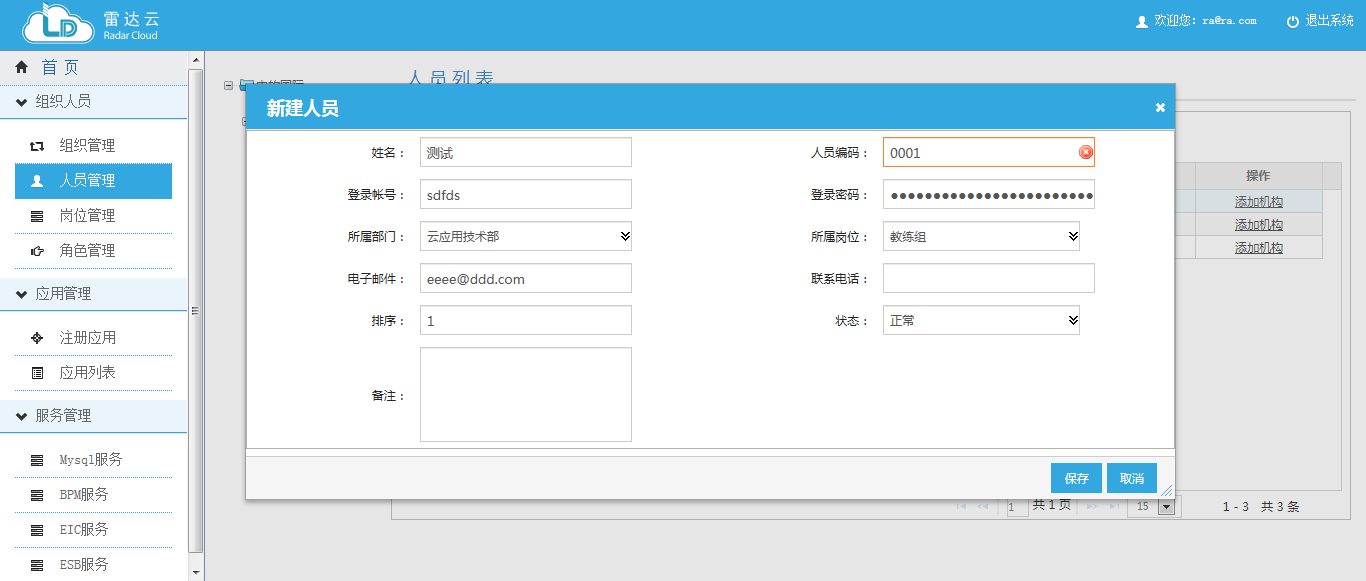 雷达云
Radar Cloud
欢迎您: ra@ra.com
退出系统
首页
组织人员
组织管理
人员管理
岗位管理
角色管理
应用管理
注册应用
应用列表
服务管理
Mysql服务
BPM服务
EIC服务
ESB服务
人员列表
新建人员
姓名： 测试
人员编码： 0001
登录帐号： sdfds
登录密码： ●●●●●●●●●●●●●●●●●●●●●●●●
所属部门： 云应用技术部
所属岗位： 教练组
电子邮件： eeee@ddd.com
联系电话：
排序： 1
状态： 正常
备注：
保存
取消
操作
添加机构
添加机构
添加机构
1 共 1 页
15
1 - 3 共 3 条